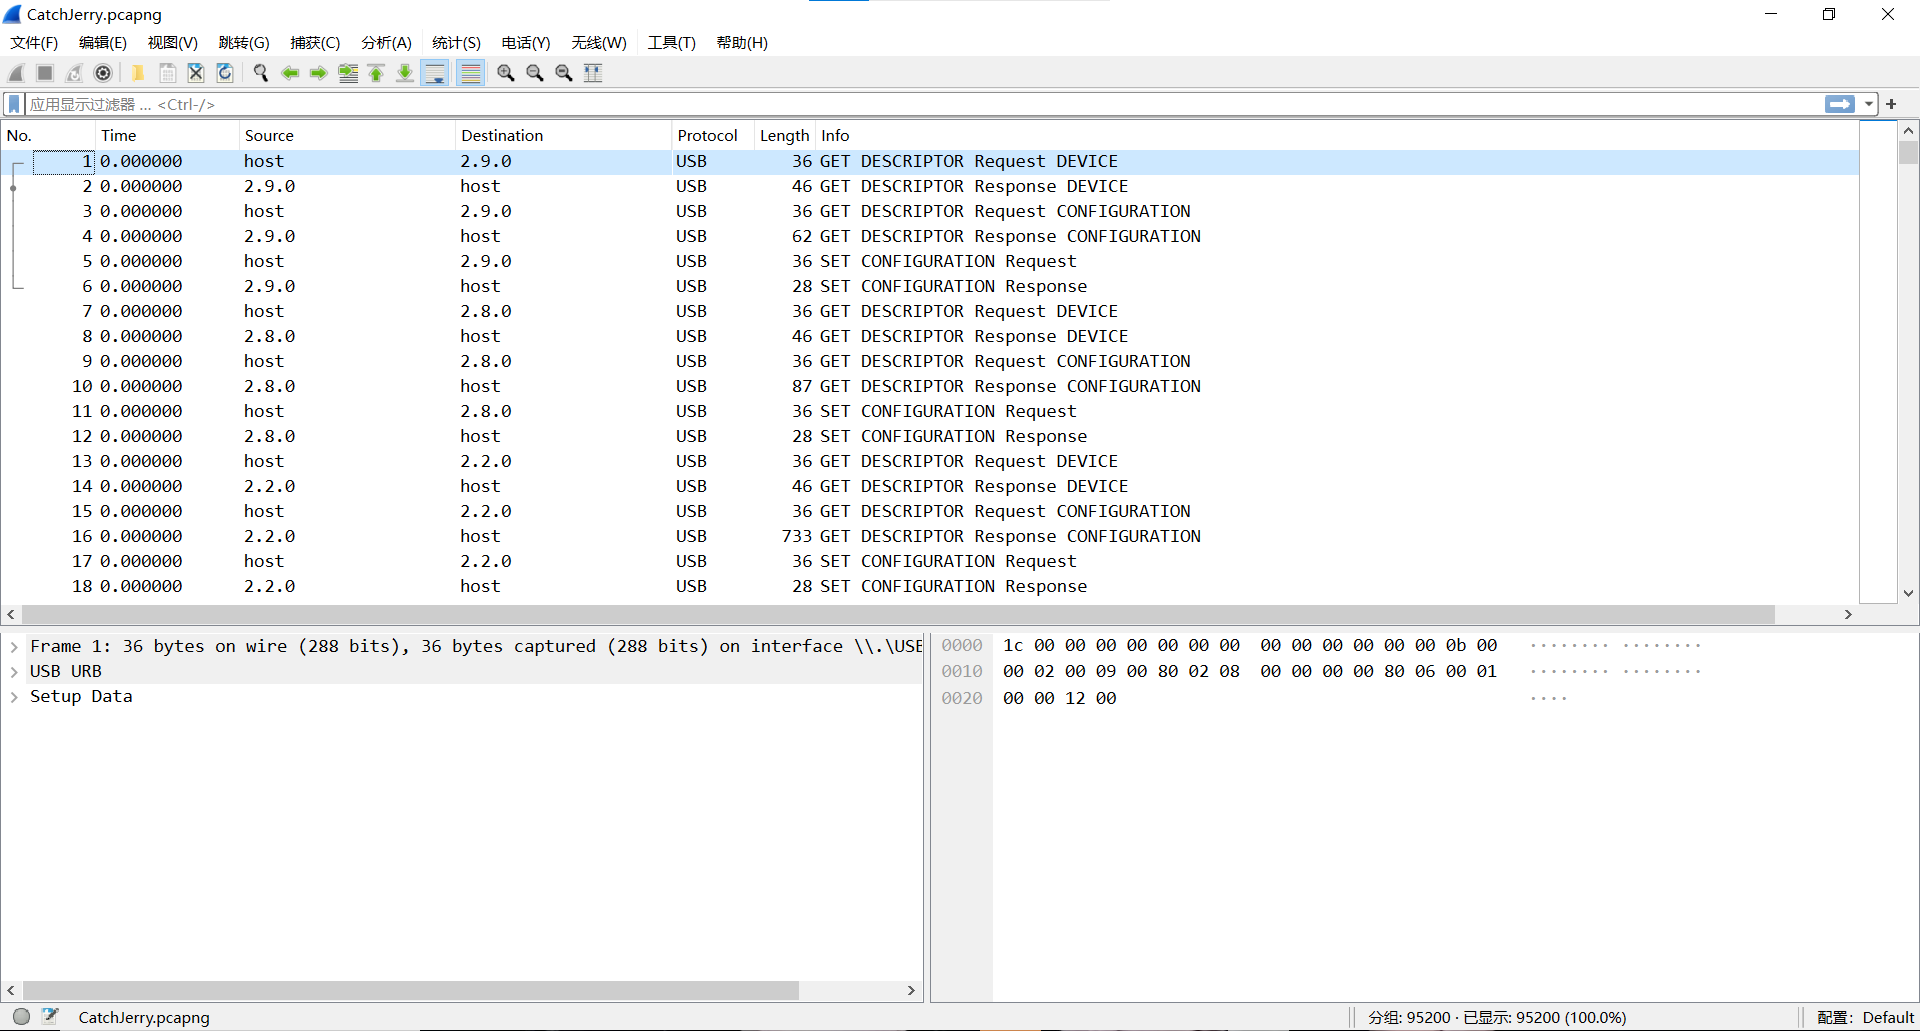 CatchJerry.pcapng
文件(F) 编辑(E) 视图(V) 跳转(G) 捕获(C) 分析(A) 统计(S) 电话(Y) 无线(W) 工具(T) 帮助(H)
应用显示过滤器 … <Ctrl-/>
No. Time Source Destination Protocol Length Info
1 0.000000 host 2.9.0 USB 36 GET DESCRIPTOR Request DEVICE
2 0.000000 2.9.0 host USB 46 GET DESCRIPTOR Response DEVICE
3 0.000000 host 2.9.0 USB 36 GET DESCRIPTOR Request CONFIGURATION
4 0.000000 2.9.0 host USB 62 GET DESCRIPTOR Response CONFIGURATION
5 0.000000 host 2.9.0 USB 36 SET CONFIGURATION Request
6 0.000000 2.9.0 host USB 28 SET CONFIGURATION Response
7 0.000000 host 2.8.0 USB 36 GET DESCRIPTOR Request DEVICE
8 0.000000 2.8.0 host USB 46 GET DESCRIPTOR Response DEVICE
9 0.000000 host 2.8.0 USB 36 GET DESCRIPTOR Request CONFIGURATION
10 0.000000 2.8.0 host USB 87 GET DESCRIPTOR Response CONFIGURATION
11 0.000000 host 2.8.0 USB 36 SET CONFIGURATION Request
12 0.000000 2.8.0 host USB 28 SET CONFIGURATION Response
13 0.000000 host 2.2.0 USB 36 GET DESCRIPTOR Request DEVICE
14 0.000000 2.2.0 host USB 46 GET DESCRIPTOR Response DEVICE
15 0.000000 host 2.2.0 USB 36 GET DESCRIPTOR Request CONFIGURATION
16 0.000000 2.2.0 host USB 733 GET DESCRIPTOR Response CONFIGURATION
17 0.000000 host 2.2.0 USB 36 SET CONFIGURATION Request
18 0.000000 2.2.0 host USB 28 SET CONFIGURATION Response
Frame 1: 36 bytes on wire (288 bits), 36 bytes captured (288 bits) on interface \\.\USE
USB URB
Setup Data
0000 1c 00 00 00 00 00 00 00 00 00 00 00 00 00 0b 00 ········ ········
0010 00 02 00 09 00 80 02 08 00 00 00 00 80 06 00 01 ········ ········
0020 00 00 12 00 ····
CatchJerry.pcapng
分组: 95200 · 已显示: 95200 (100.0%)
配置: Default